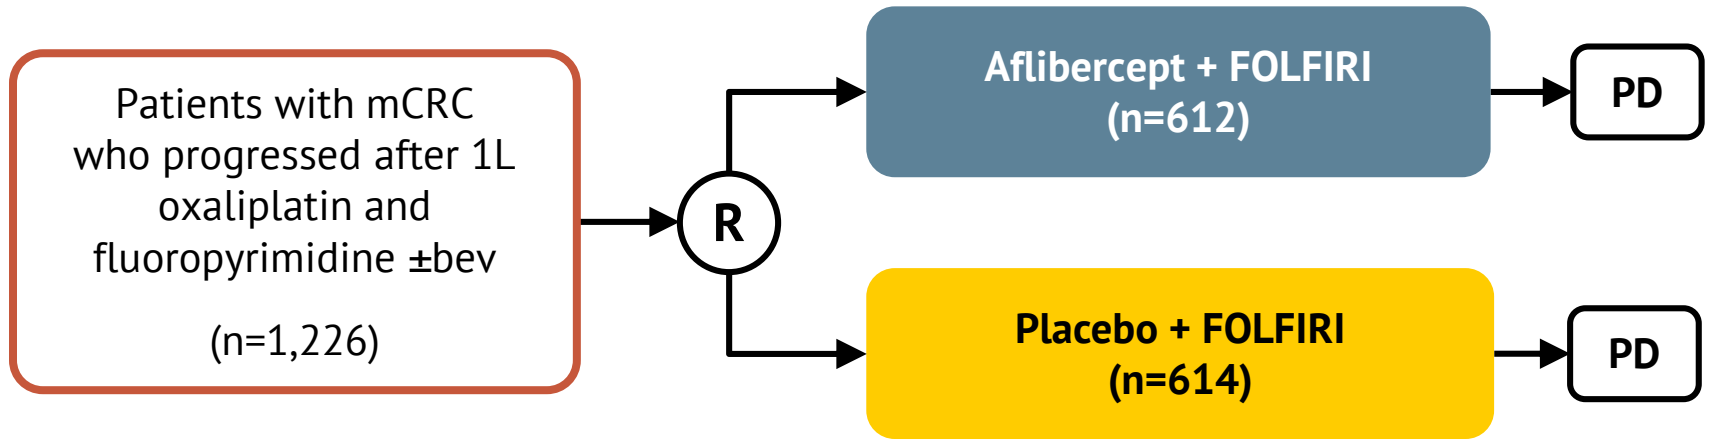 Patients with mCRC
who progressed after 1L
oxaliplatin and
fluoropyrimidine ±bev
(n=1,226)
R
Aflibercept + FOLFIRI
(n=612)
PD
Placebo + FOLFIRI
(n=614)
PD